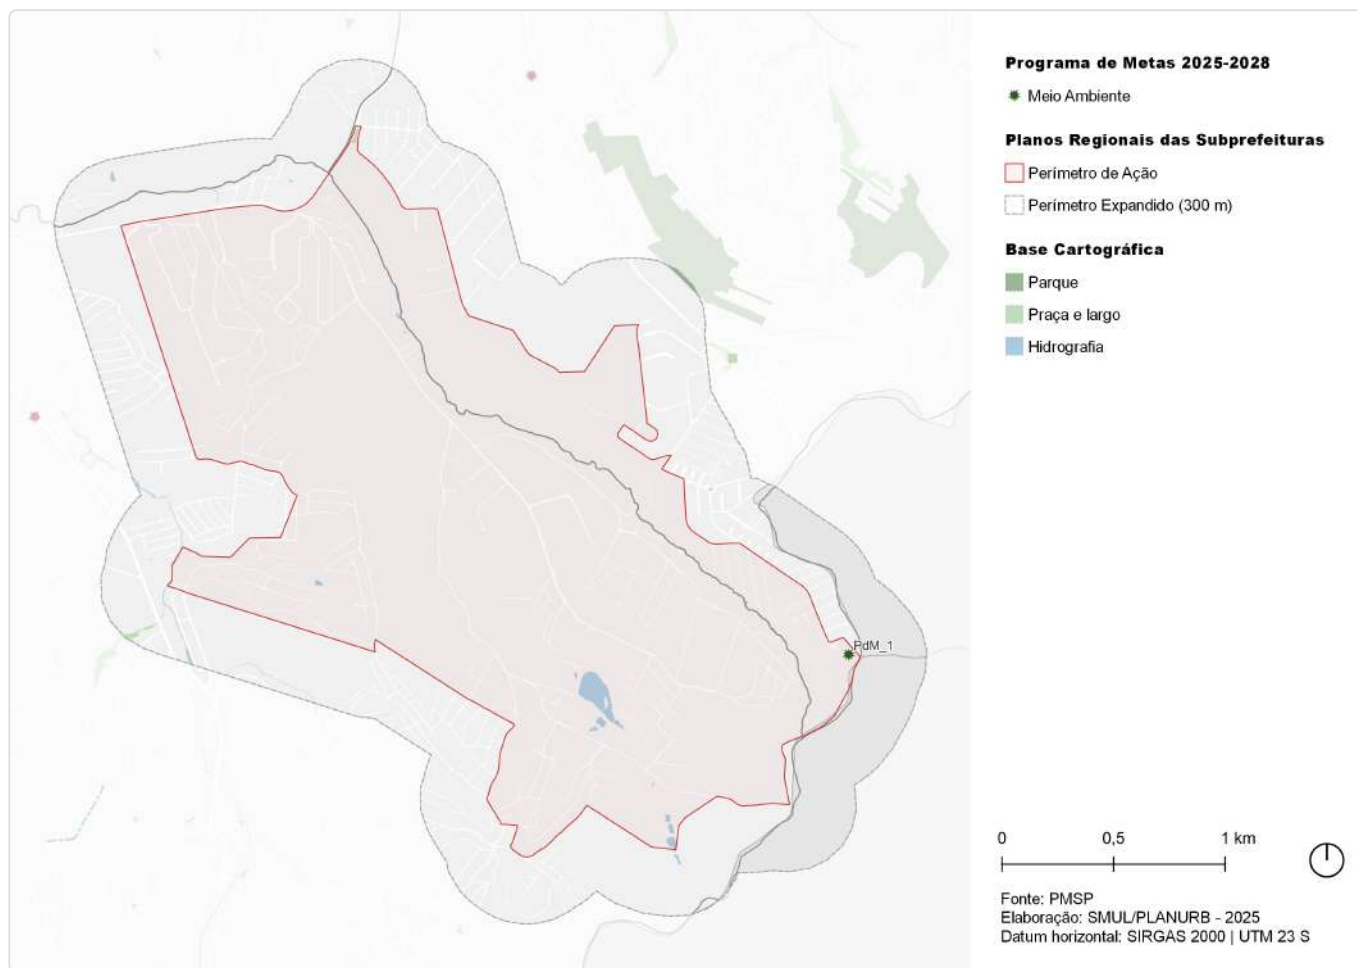 Programa de Metas 2025-2028
Meio Ambiente
Planos Regionais das Subprefeituras
Perímetro de Ação
Perímetro Expandido (300 m)
Base Cartográfica
Parque
Praça e largo
Hidrografia
PdM_1
0 0,5 1 km
Fonte: PMSP
Elaboração: SMUL/PLANURB - 2025
Datum horizontal: SIRGAS 2000 | UTM 23 S